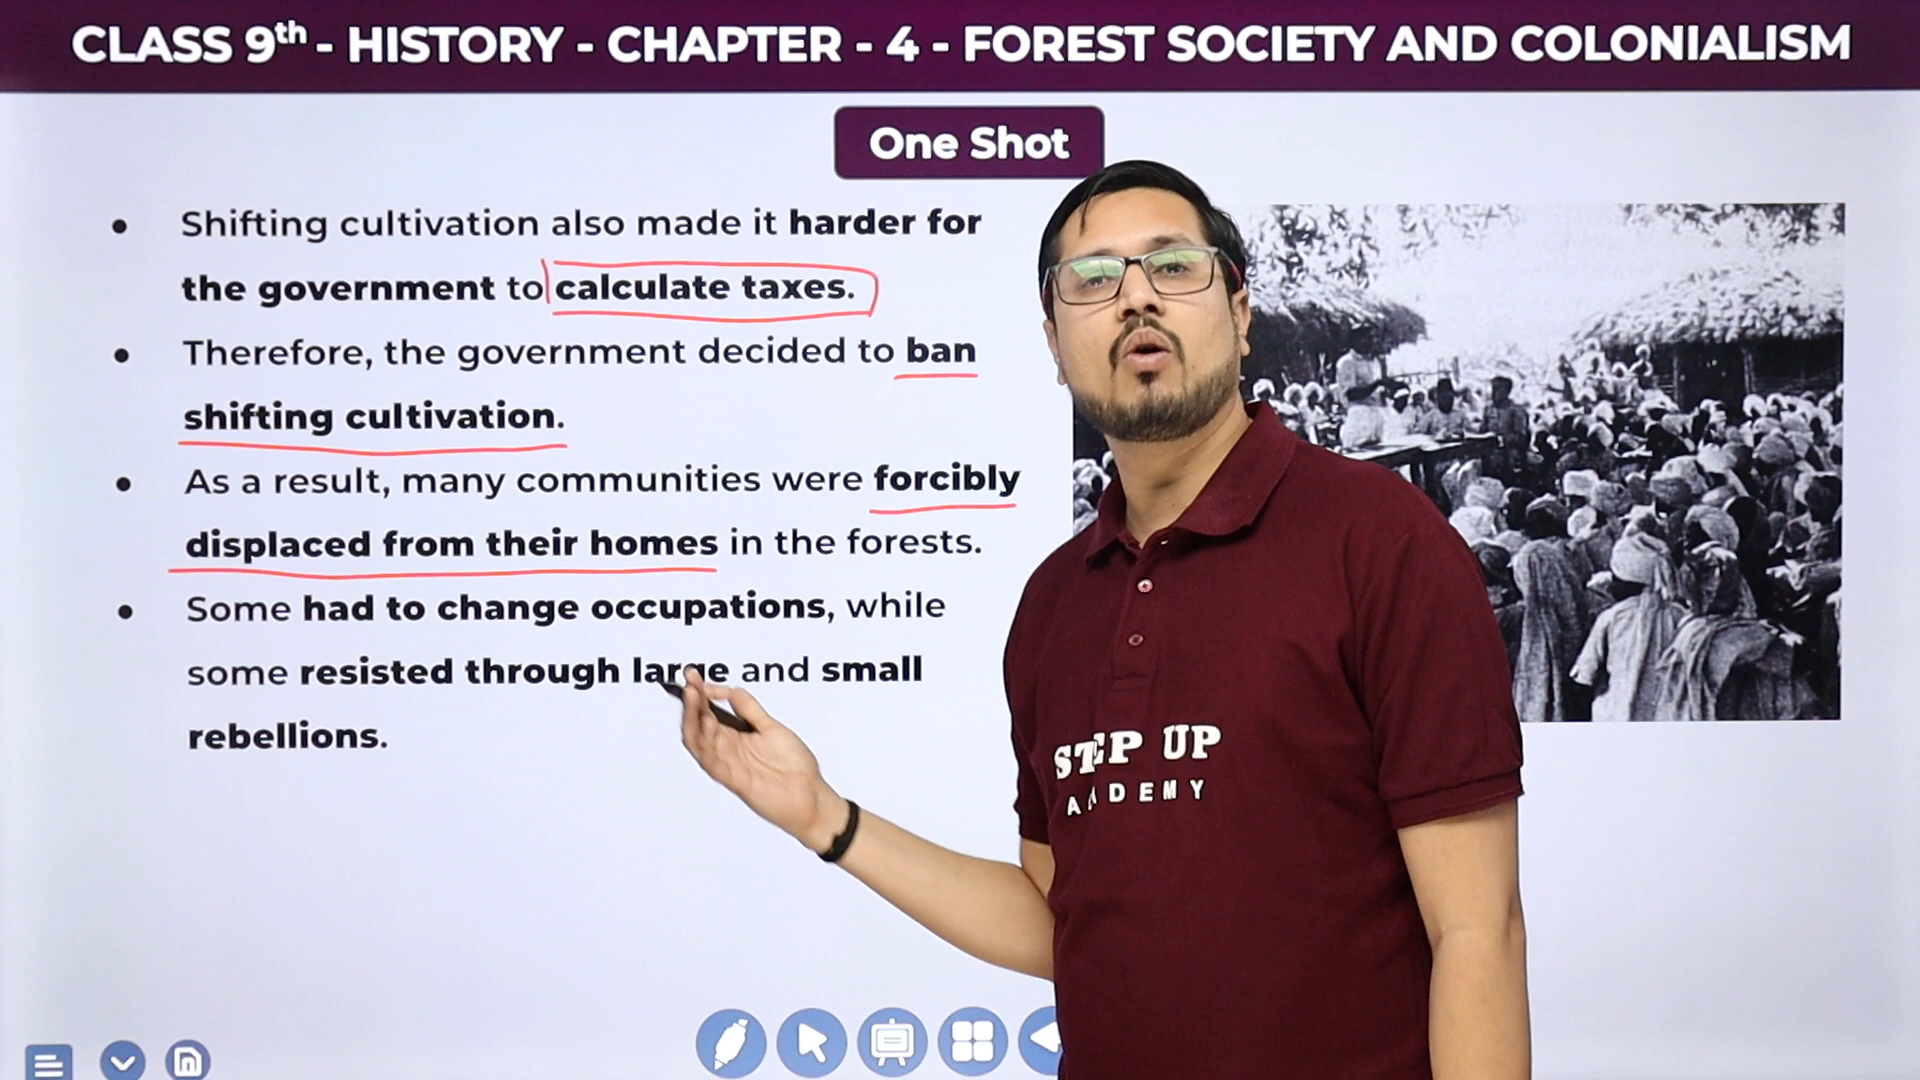 CLASS 9th - HISTORY - CHAPTER - 4 - FOREST SOCIETY AND COLONIALISM
One Shot
• Shifting cultivation also made it harder for
the government to calculate taxes.
• Therefore, the government decided to ban
shifting cultivation.
• As a result, many communities were forcibly
displaced from their homes in the forests.
• Some had to change occupations, while
some resisted through large and small
rebellions.
STEP UP
ACADEMY